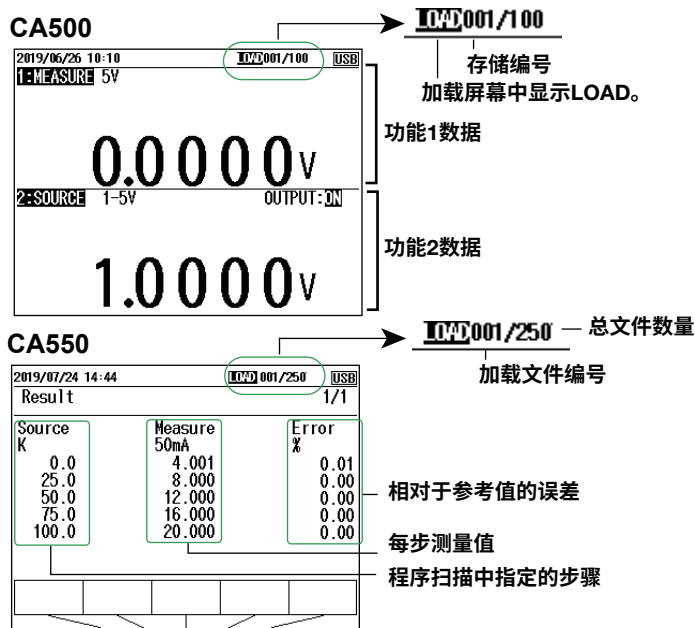 CA500
LOAD001/100
存储编号
加载屏幕中显示LOAD。
2019/06/26 10:10 LOAD001/100 USB
1:MEASURE 5V
0.0000V
功能1数据
2:SOURCE 1-5V OUTPUT:ON
1.0000V
功能2数据
CA550
LOAD001/250 总文件数量
加载文件编号
2019/07/24 14:44 LOAD 001/250 USB
Result 1/1
Source Measure Error
K 50mA %
0.0 4.001 0.01
25.0 8.000 0.00
50.0 12.000 0.00
75.0 16.000 0.00
100.0 20.000 0.00
相对于参考值的误差
每步测量值
程序扫描中指定的步骤